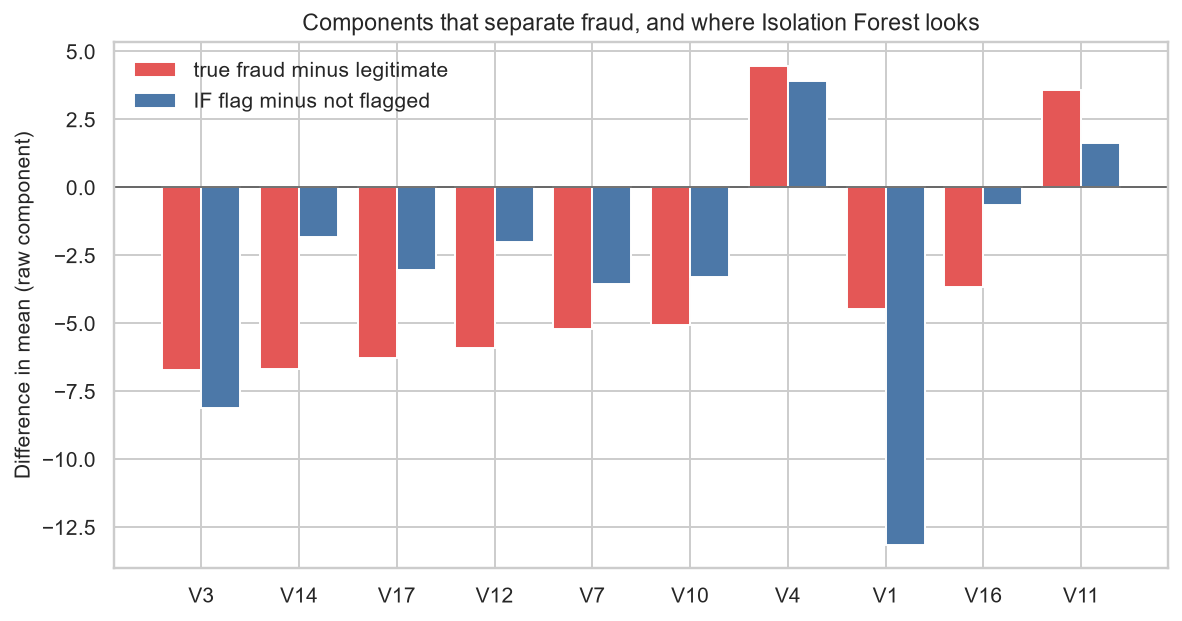 Components that separate fraud, and where Isolation Forest looks
true fraud minus legitimate
IF flag minus not flagged
Difference in mean (raw component)
5.0
2.5
0.0
−2.5
−5.0
−7.5
−10.0
−12.5
V3 V14 V17 V12 V7 V10 V4 V1 V16 V11